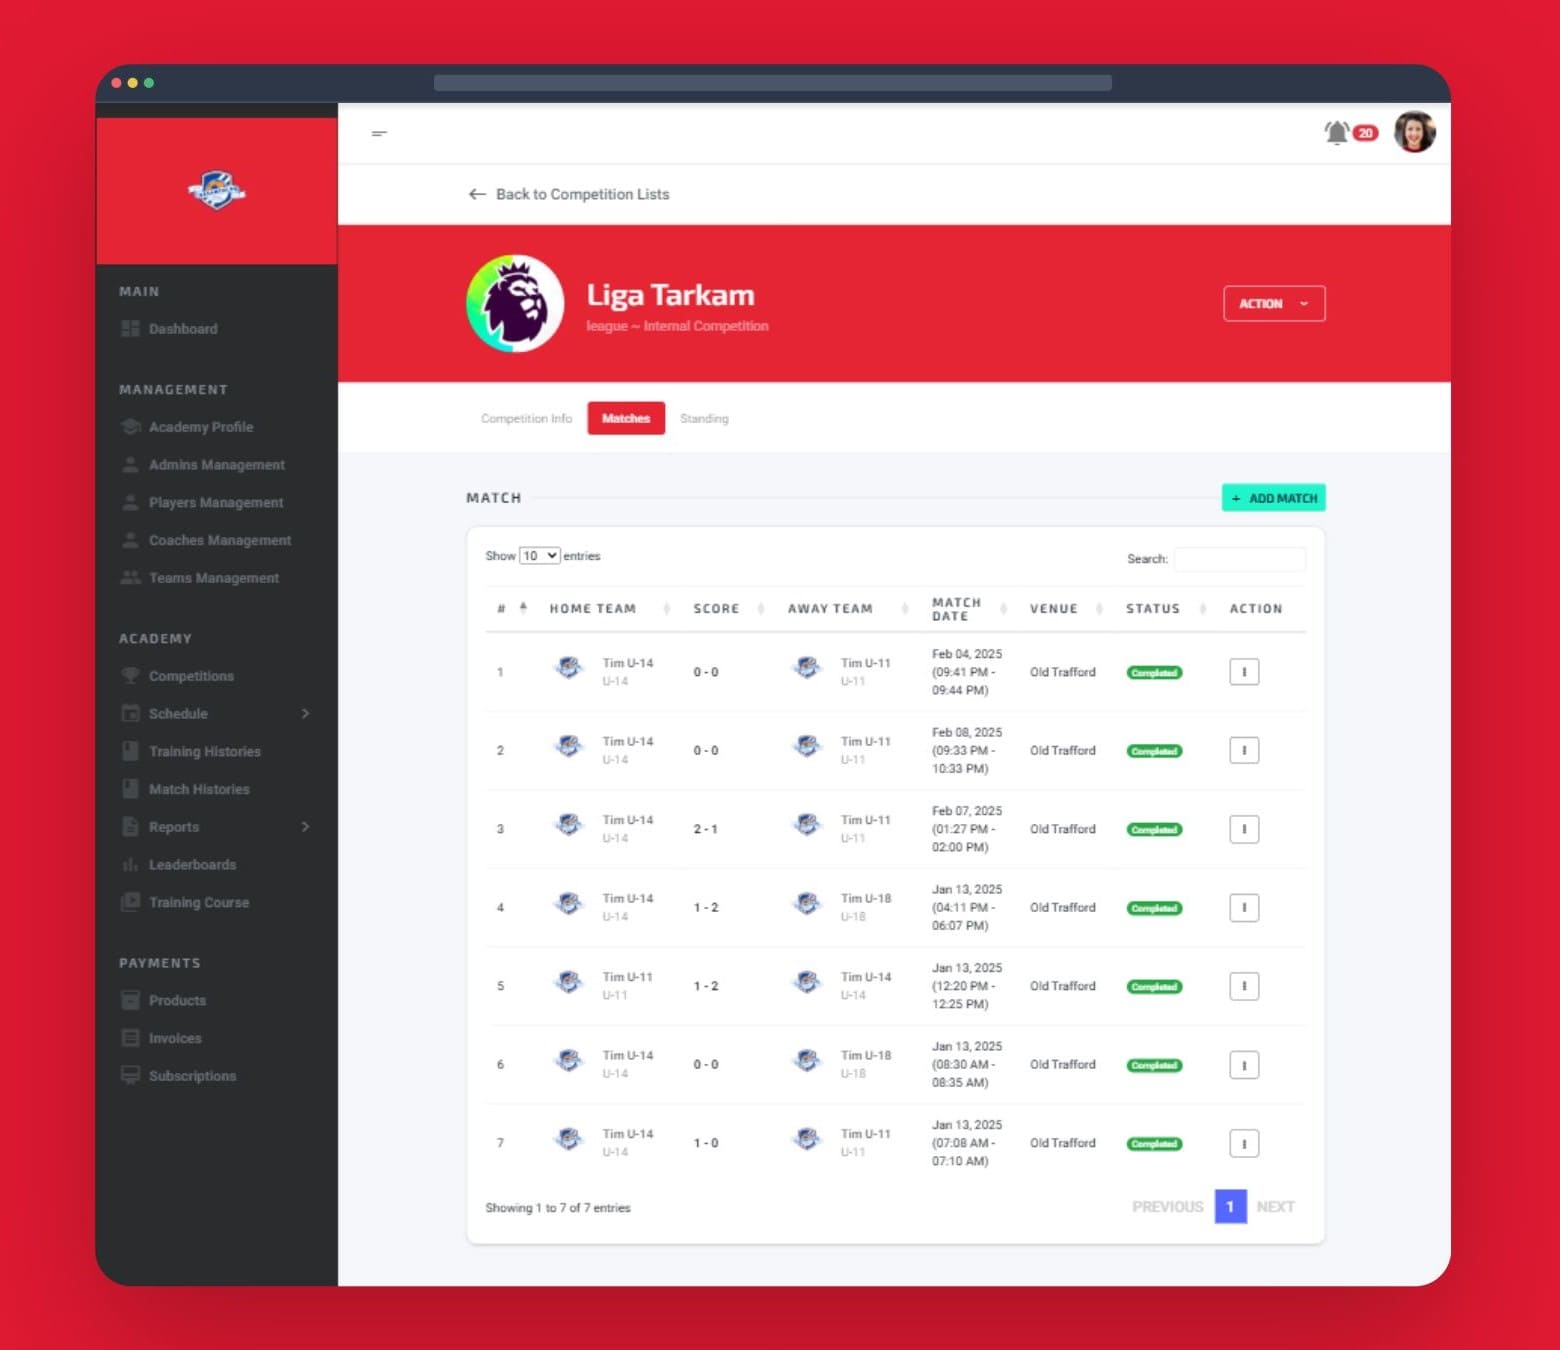 20
← Back to Competition Lists
Liga Tarkam
league ~ Internal Competition
ACTION
MAIN
Dashboard
MANAGEMENT
Academy Profile
Admins Management
Players Management
Coaches Management
Teams Management
ACADEMY
Competitions
Schedule
Training Histories
Match Histories
Reports
Leaderboards
Training Course
PAYMENTS
Products
Invoices
Subscriptions
Competition Info Matches Standing
MATCH
+ ADD MATCH
Show 10 entries
Search:
# HOME TEAM SCORE AWAY TEAM MATCH DATE VENUE STATUS ACTION
1 Tim U-14 U-14 0 - 0 Tim U-11 U-11 Feb 04, 2025 (09:41 PM - 09:44 PM) Old Trafford Completed
2 Tim U-14 U-14 0 - 0 Tim U-11 U-11 Feb 08, 2025 (09:33 PM - 10:33 PM) Old Trafford Completed
3 Tim U-14 U-14 2 - 1 Tim U-11 U-11 Feb 07, 2025 (01:27 PM - 02:00 PM) Old Trafford Completed
4 Tim U-14 U-14 1 - 2 Tim U-18 U-18 Jan 13, 2025 (04:11 PM - 06:07 PM) Old Trafford Completed
5 Tim U-11 U-11 1 - 2 Tim U-14 U-14 Jan 13, 2025 (12:20 PM - 12:25 PM) Old Trafford Completed
6 Tim U-14 U-14 0 - 0 Tim U-18 U-18 Jan 13, 2025 (08:30 AM - 08:35 AM) Old Trafford Completed
7 Tim U-14 U-14 1 - 0 Tim U-11 U-11 Jan 13, 2025 (07:08 AM - 07:10 AM) Old Trafford Completed
Showing 1 to 7 of 7 entries
PREVIOUS 1 NEXT